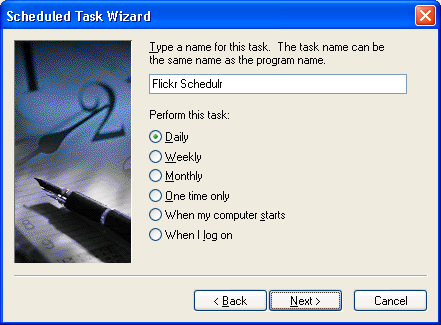 Scheduled Task Wizard
Type a name for this task. The task name can be
the same name as the program name.
Flickr Schedulr
Perform this task:
Daily
Weekly
Monthly
One time only
When my computer starts
When I log on
< Back
Next >
Cancel